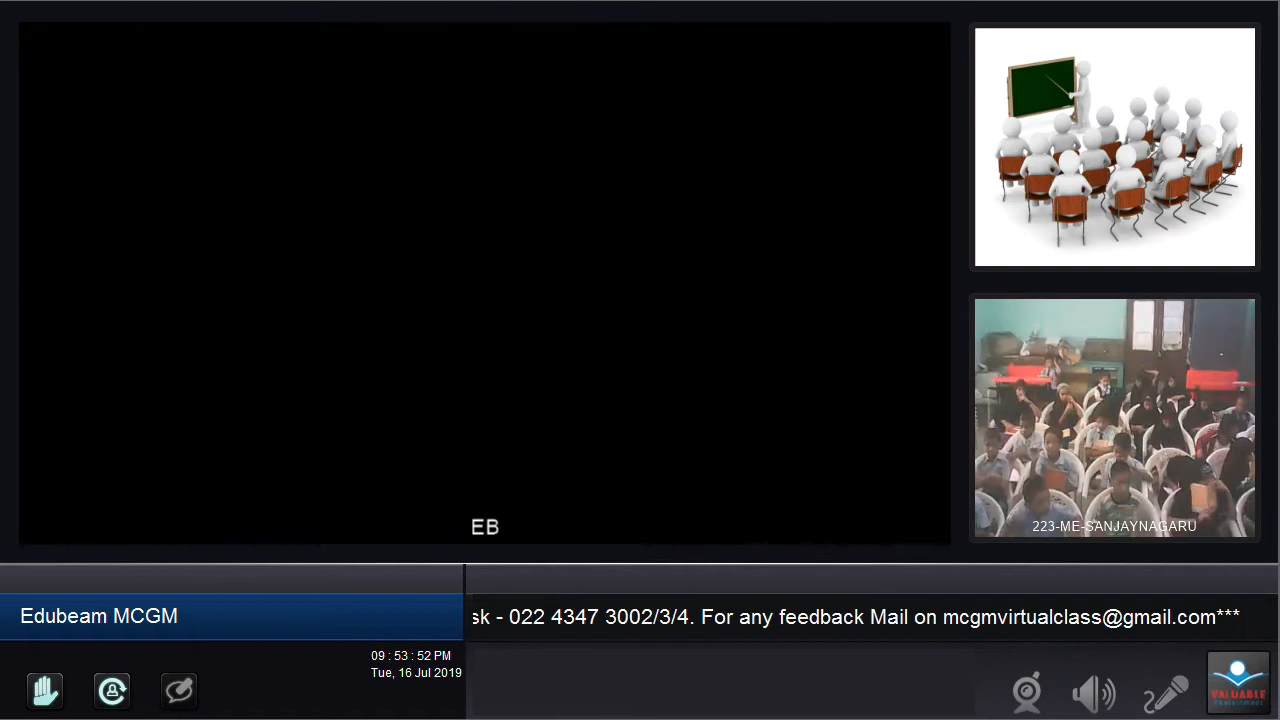 EB
223-ME-SANJAYNAGARU
Edubeam MCGM
sk - 022 4347 3002/3/4. For any feedback Mail on mcgmvirtualclass@gmail.com***
09 : 53 : 52 PM
Tue, 16 Jul 2019
VALUABLE